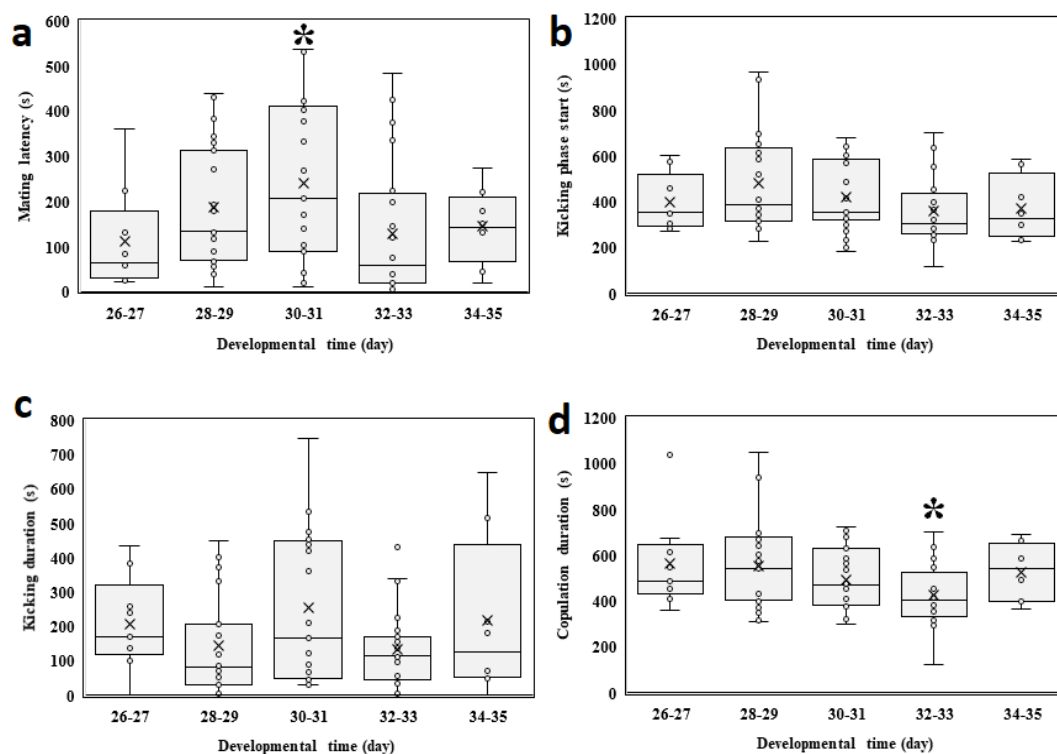 a
*
600
500
400
300
200
100
0
Mating latency (s)
26-27 28-29 30-31 32-33 34-35
Developmental time (day)
b
1200
1000
800
600
400
200
0
Kicking phase start (s)
26-27 28-29 30-31 32-33 34-35
Developmental time (day)
c
800
700
600
500
400
300
200
100
0
Kicking duration (s)
26-27 28-29 30-31 32-33 34-35
Developmental time (day)
d
*
1200
1000
800
600
400
200
0
Copulation duration (s)
26-27 28-29 30-31 32-33 34-35
Developmental time (day)